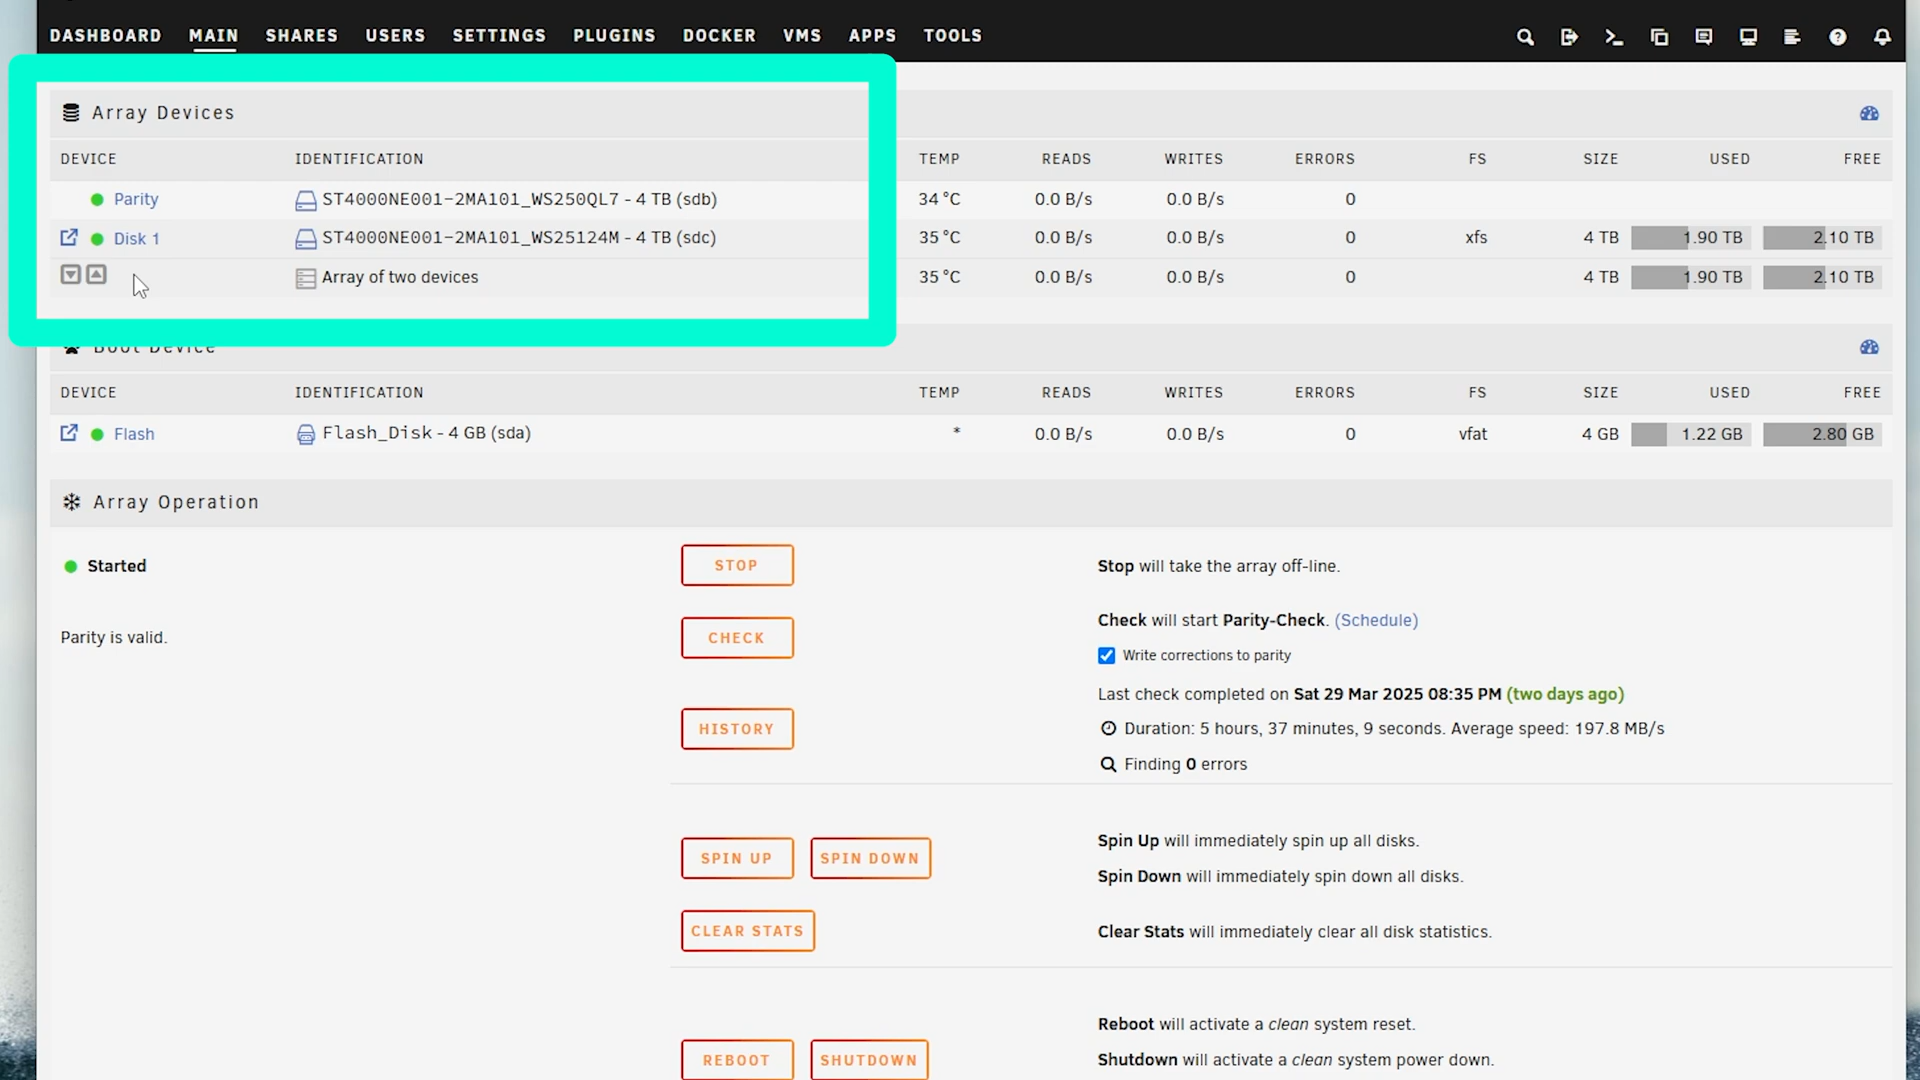 DASHBOARD MAIN SHARES USERS SETTINGS PLUGINS DOCKER VMS APPS TOOLS
Array Devices
DEVICE IDENTIFICATION TEMP READS WRITES ERRORS FS SIZE USED FREE
Parity ST4000NE001-2MA101_WS250QL7 - 4 TB (sdb) 34 °C 0.0 B/s 0.0 B/s 0
Disk 1 ST4000NE001-2MA101_WS25124M - 4 TB (sdc) 35 °C 0.0 B/s 0.0 B/s 0 xfs 4 TB 1.90 TB 2.10 TB
Array of two devices 35 °C 0.0 B/s 0.0 B/s 0 4 TB 1.90 TB 2.10 TB
Boot Device
DEVICE IDENTIFICATION TEMP READS WRITES ERRORS FS SIZE USED FREE
Flash Flash_Disk - 4 GB (sda) * 0.0 B/s 0.0 B/s 0 vfat 4 GB 1.22 GB 2.80 GB
Array Operation
Started STOP Stop will take the array off-line.
Check will start Parity-Check. (Schedule)
Parity is valid. CHECK
Write corrections to parity
Last check completed on Sat 29 Mar 2025 08:35 PM (two days ago)
HISTORY Duration: 5 hours, 37 minutes, 9 seconds. Average speed: 197.8 MB/s
Finding 0 errors
Spin Up will immediately spin up all disks.
SPIN UP SPIN DOWN
Spin Down will immediately spin down all disks.
CLEAR STATS Clear Stats will immediately clear all disk statistics.
Reboot will activate a clean system reset.
REBOOT SHUTDOWN Shutdown will activate a clean system power down.